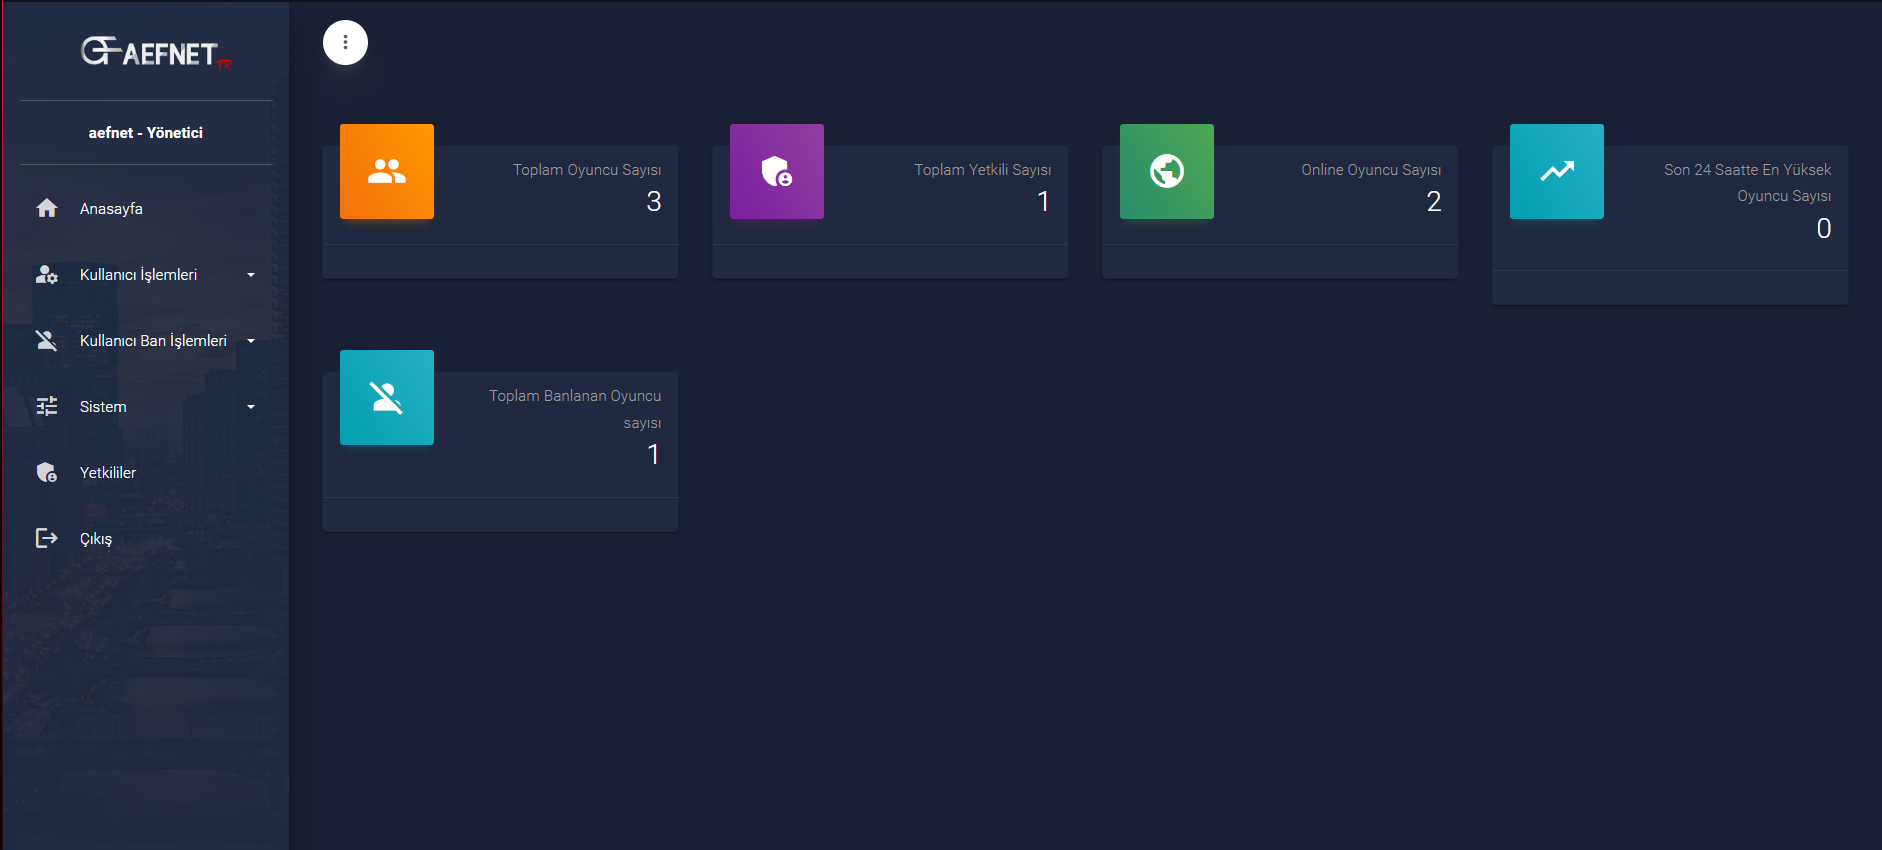 AEFNET TR
aefnet - Yönetici
Anasayfa
Kullanıcı İşlemleri
Kullanıcı Ban İşlemleri
Sistem
Yetkililer
Çıkış
Toplam Oyuncu Sayısı
3
Toplam Yetkili Sayısı
1
Online Oyuncu Sayısı
2
Son 24 Saatte En Yüksek
Oyuncu Sayısı
0
Toplam Banlanan Oyuncu
sayısı
1